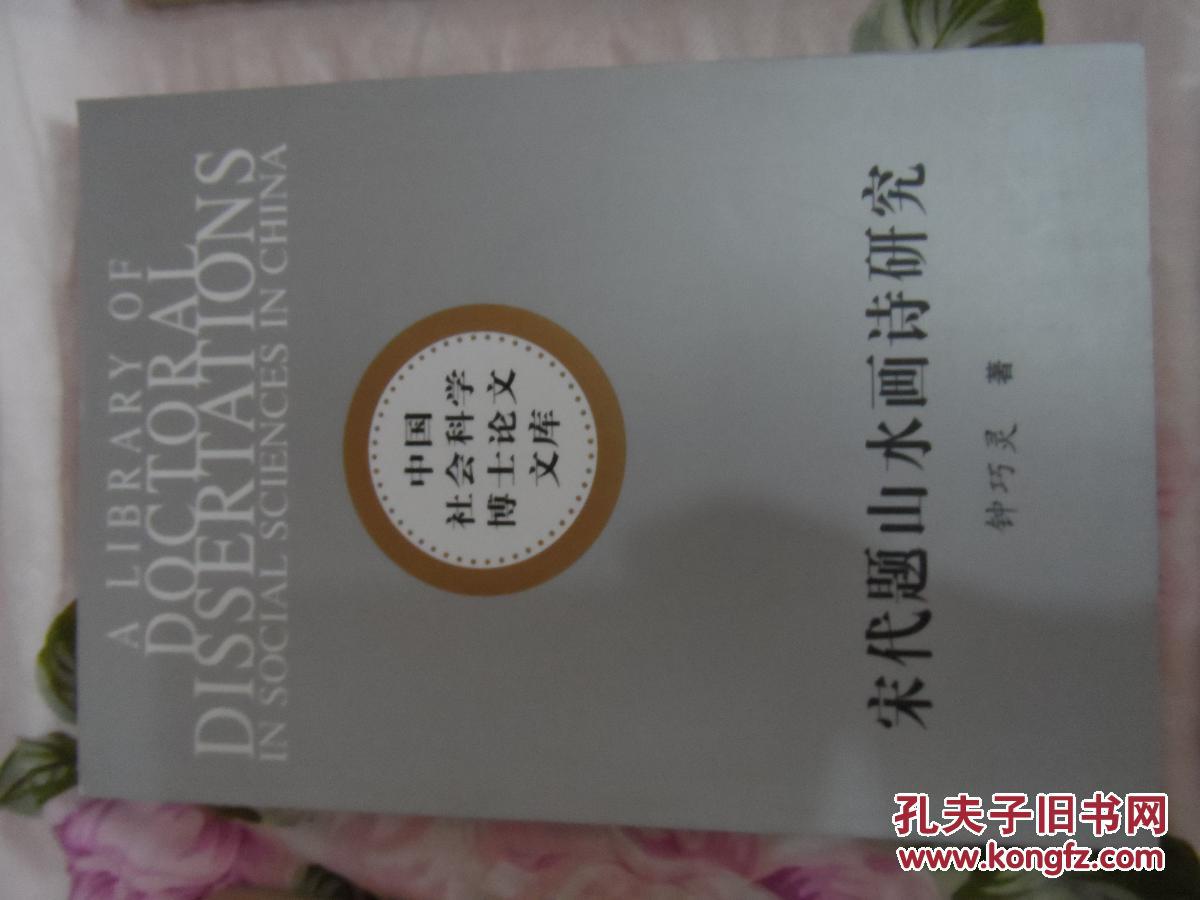 A LIBRARY OF
DOCTORAL
DISSERTATIONS
IN SOCIAL SCIENCES IN CHINA
中国
社会科学
博士论文
文库
宋代题山水画诗研究
钟巧灵 著
孔夫子旧书网
www.kongfz.com